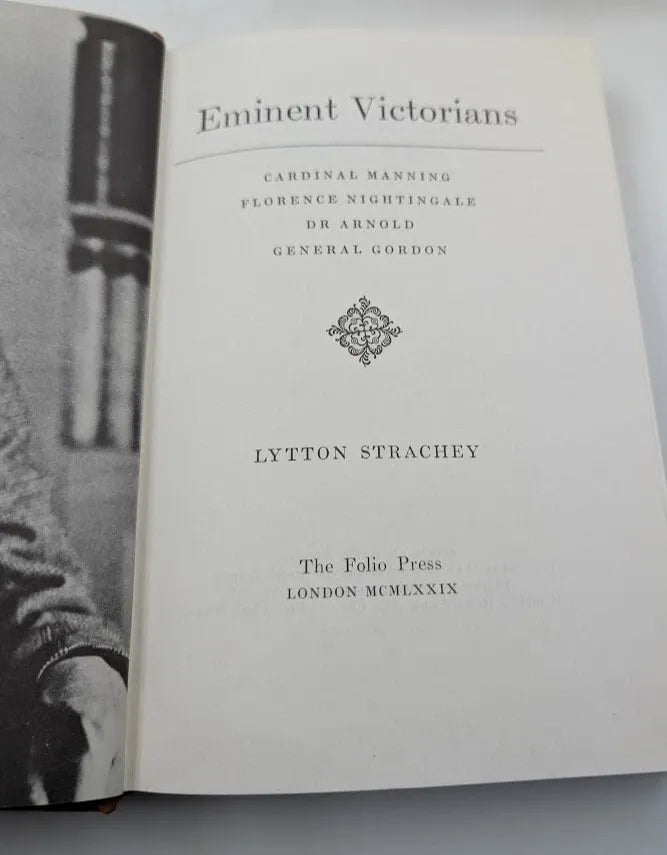 Eminent Victorians
CARDINAL MANNING
FLORENCE NIGHTINGALE
DR ARNOLD
GENERAL GORDON
LYTTON STRACHEY
The Folio Press
LONDON MCMLXXIX